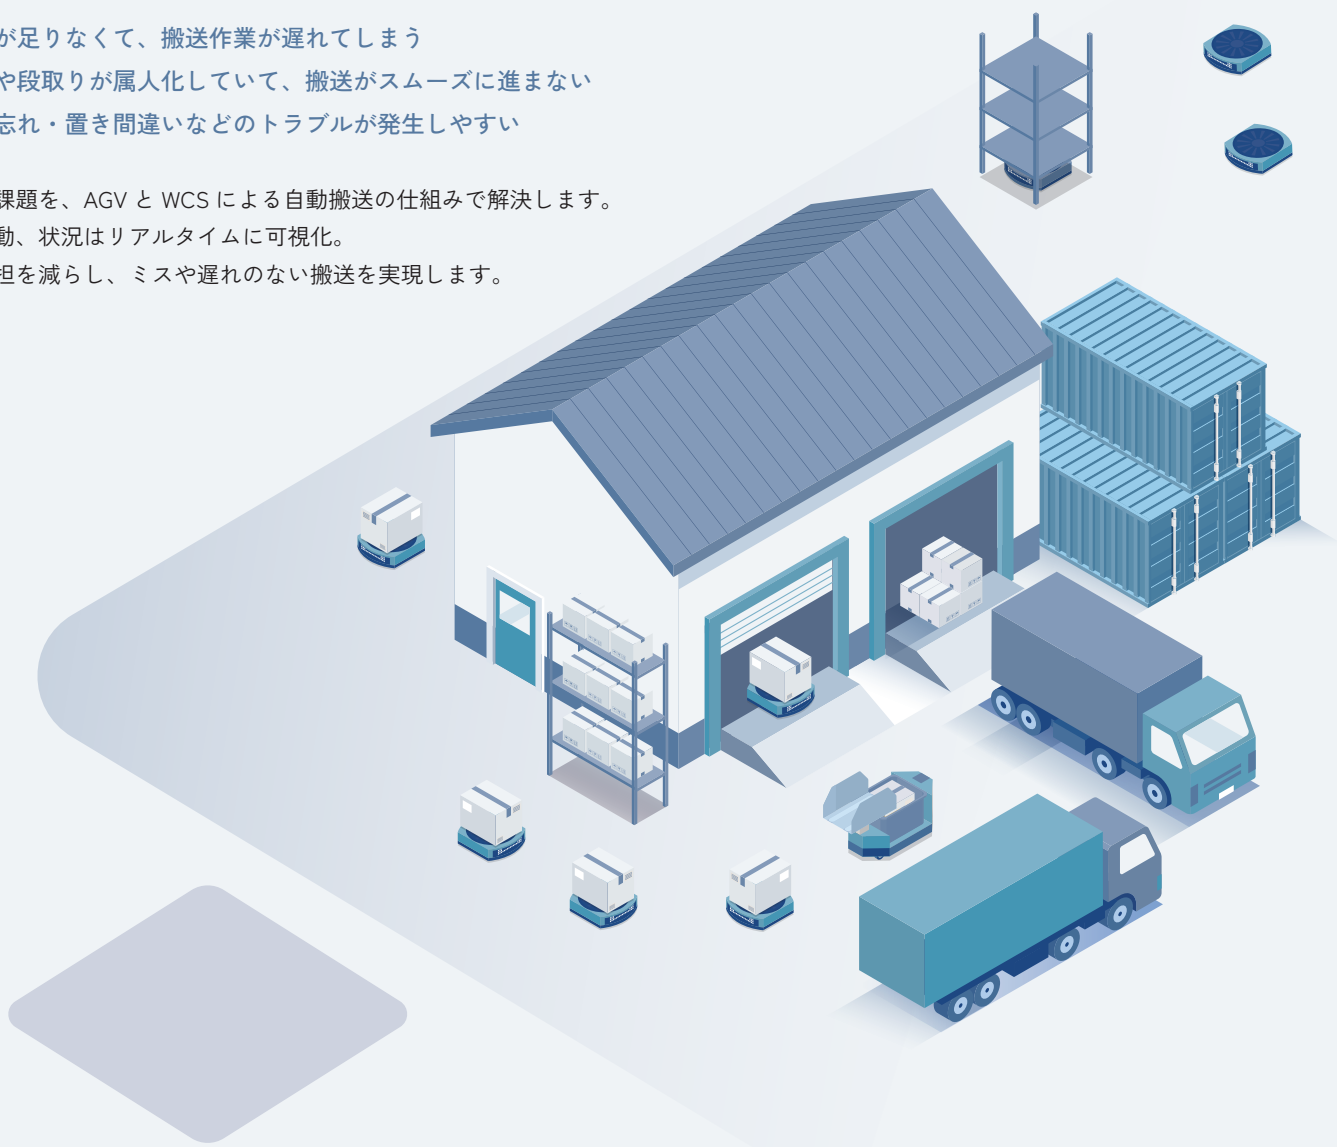 が足りなくて、搬送作業が遅れてしまう
や段取りが属人化していて、搬送がスムーズに進まない
忘れ・置き間違いなどのトラブルが発生しやすい
課題を、AGV と WCS による自動搬送の仕組みで解決します。
動、状況はリアルタイムに可視化。
担を減らし、ミスや遅れのない搬送を実現します。